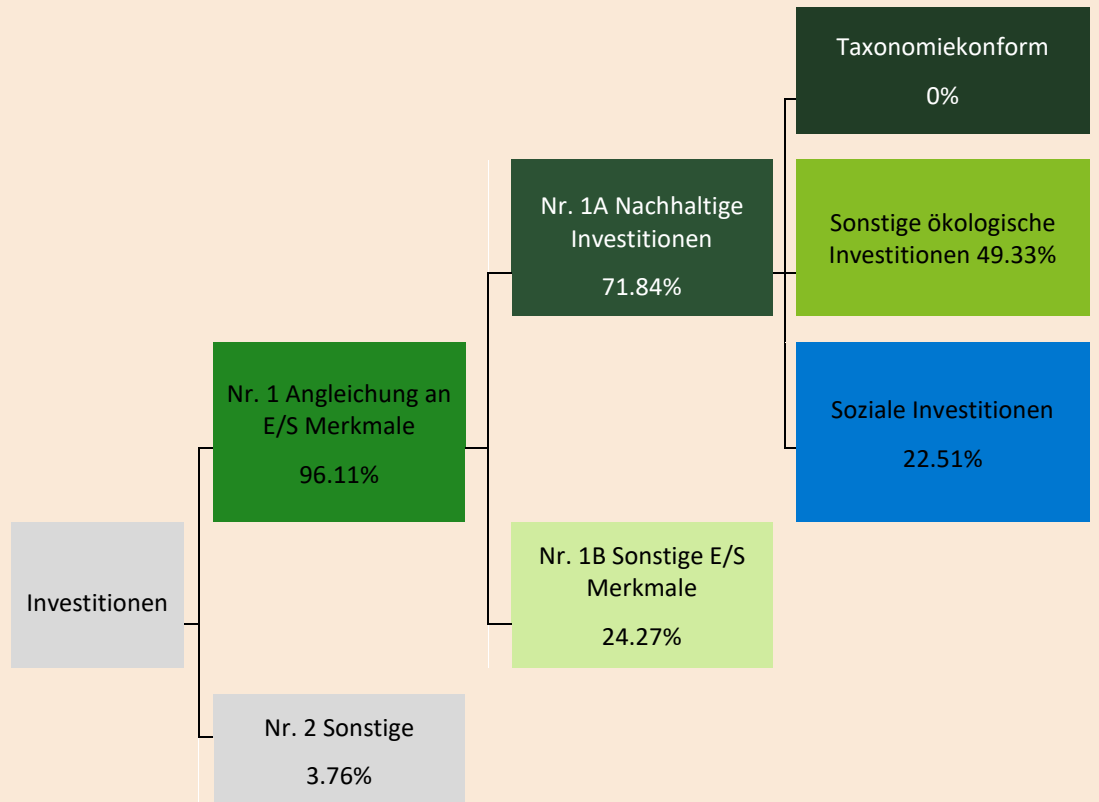 Taxonomiekonform
0%
Nr. 1A Nachhaltige
Investitionen
71.84%
Sonstige ökologische
Investitionen 49.33%
Nr. 1 Angleichung an
E/S Merkmale
96.11%
Soziale Investitionen
22.51%
Investitionen
Nr. 1B Sonstige E/S
Merkmale
24.27%
Nr. 2 Sonstige
3.76%